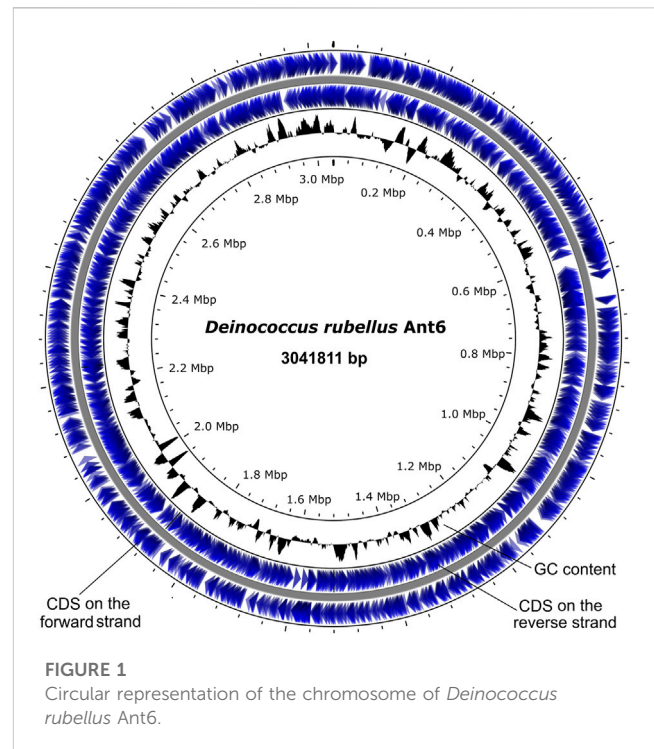 3.0 Mbp
0.2 Mbp
0.4 Mbp
0.6 Mbp
0.8 Mbp
1.0 Mbp
1.2 Mbp
1.4 Mbp
1.6 Mbp
1.8 Mbp
2.0 Mbp
2.2 Mbp
2.4 Mbp
2.6 Mbp
2.8 Mbp
Deinococcus rubellus Ant6
3041811 bp
GC content
CDS on the
reverse strand
CDS on the
forward strand
FIGURE 1
Circular representation of the chromosome of Deinococcus
rubellus Ant6.